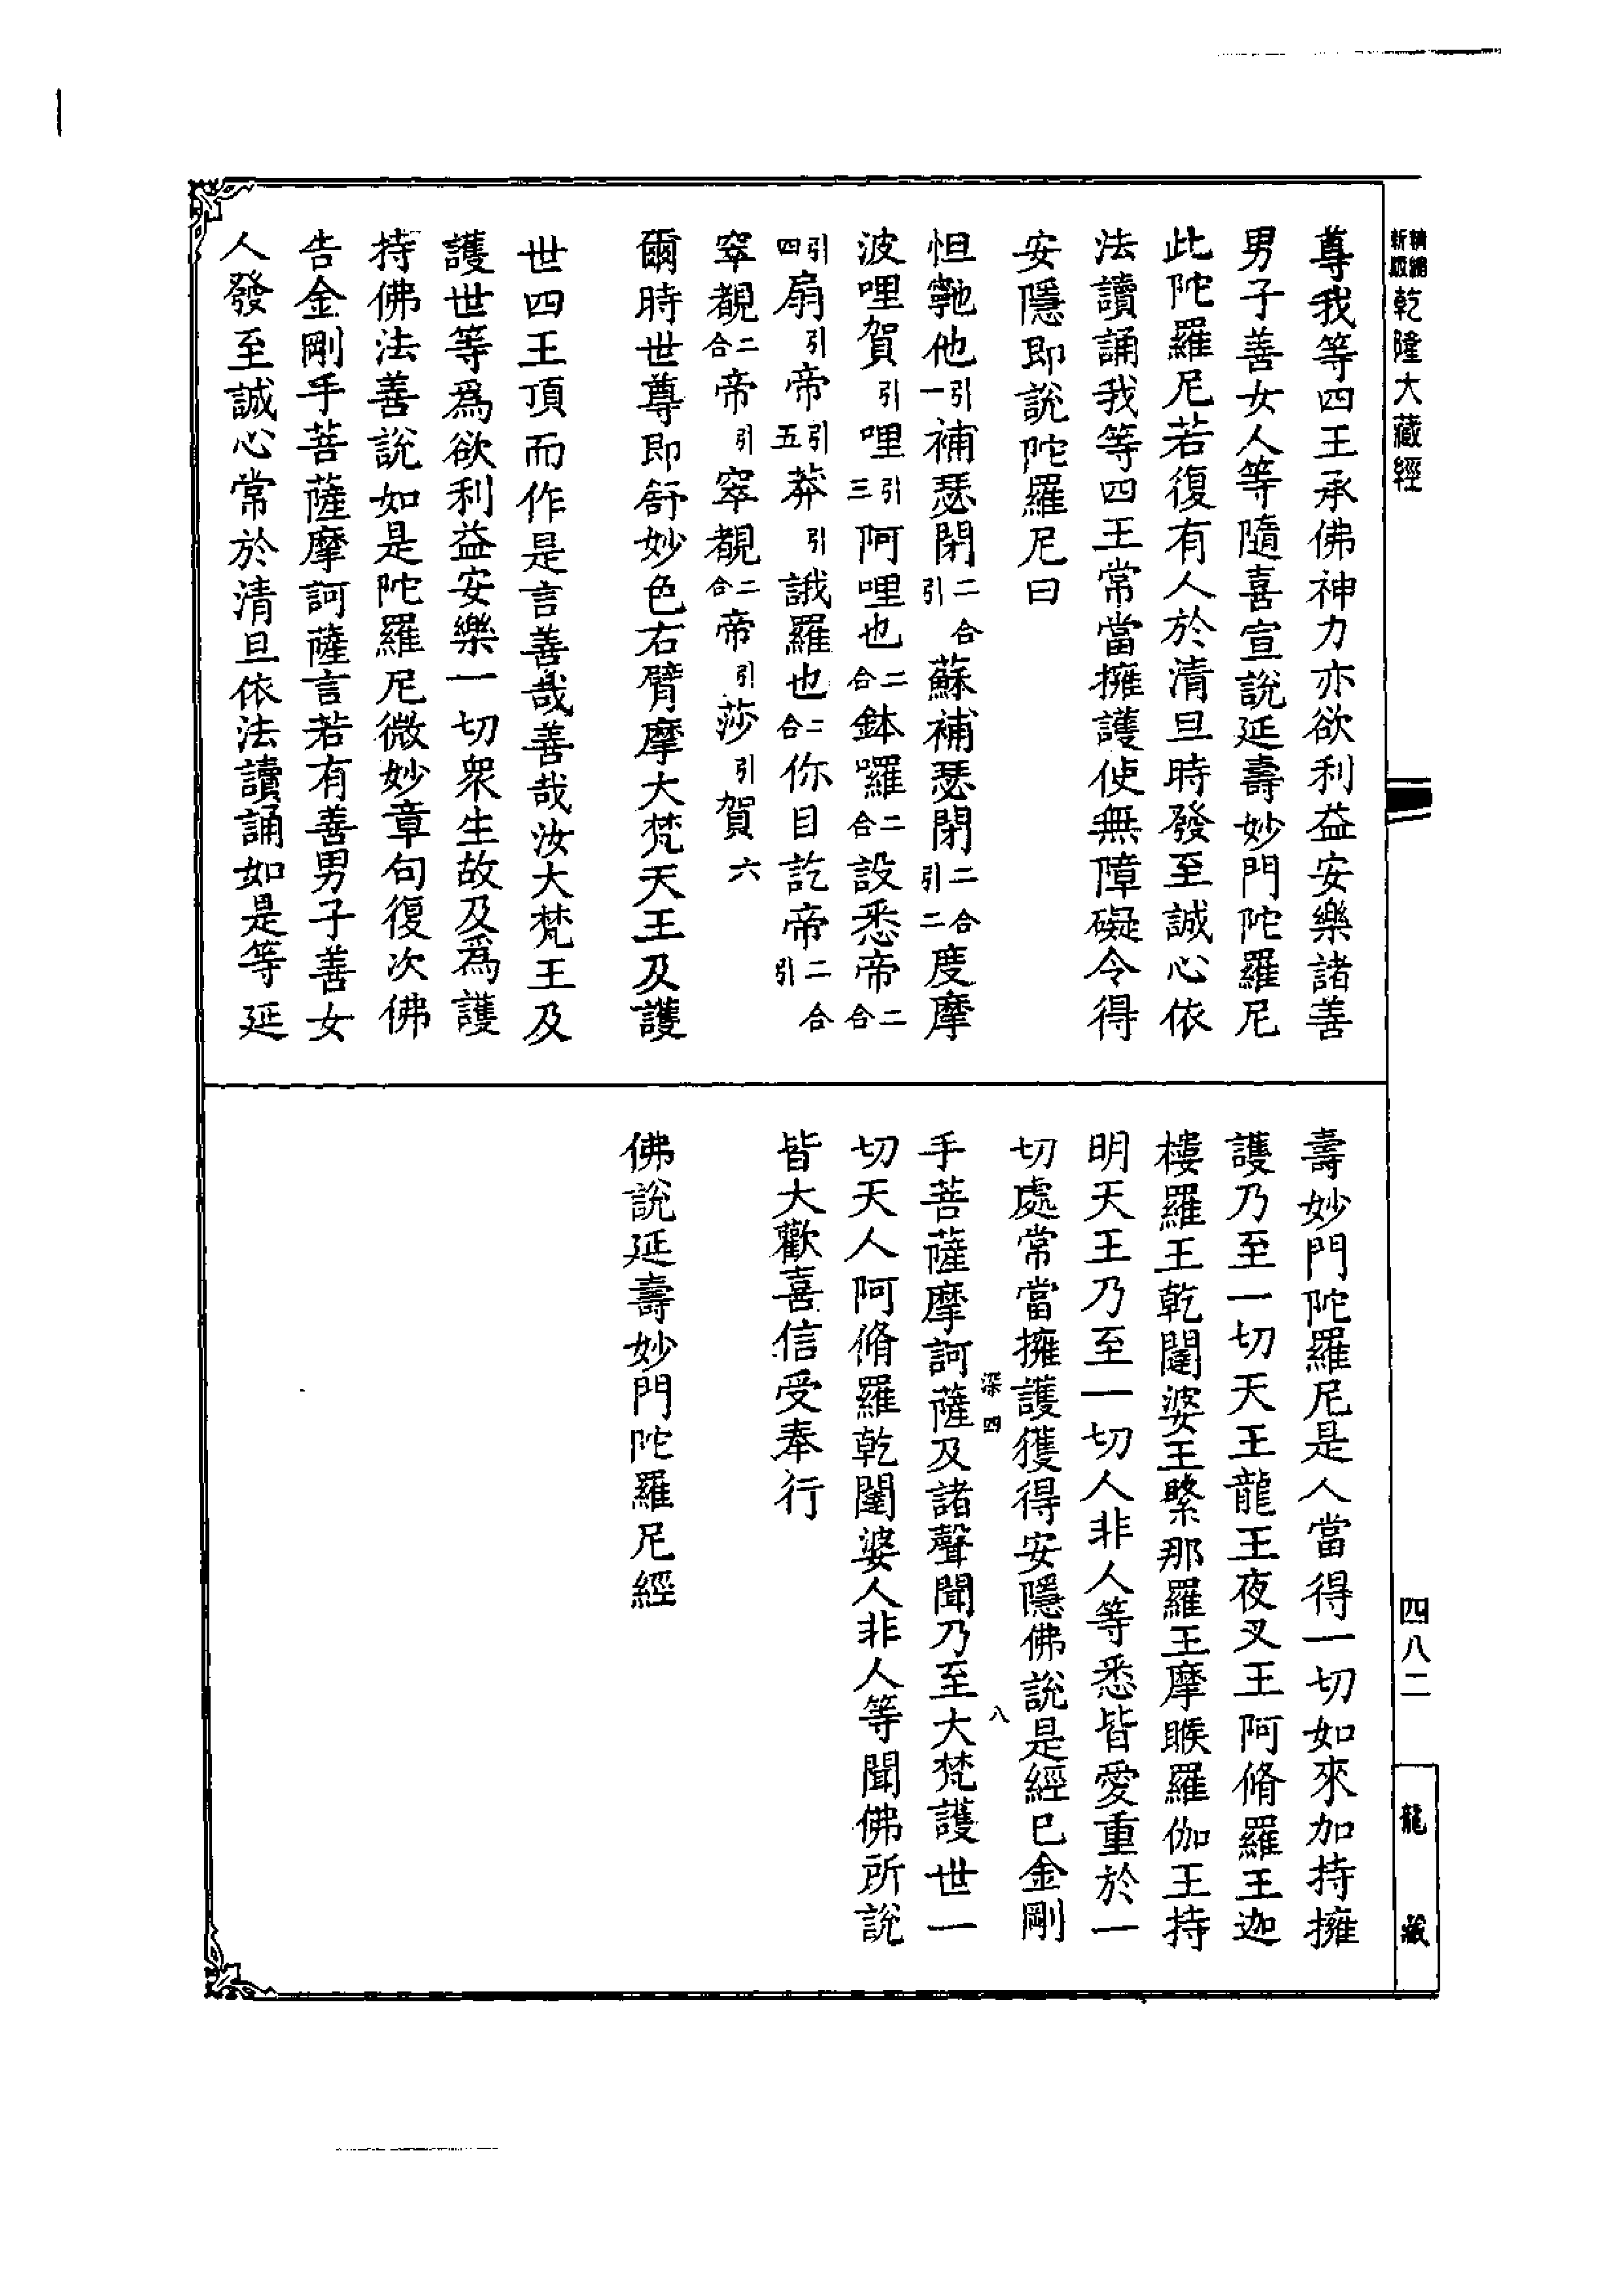 新縮精版乾隆大藏經
尊我等四王承佛神力亦欲利益安樂諸善
男子善女人等隨喜宣說延壽妙門陀羅尼
此陀羅尼若復有人於清旦時發至誠心依
法讀誦我等四王常當擁護使無障礙令得
安隱即說陀羅尼曰
怛𭉨他引一補瑟閉二合引蘇補瑟閉二合引二度摩
波哩賀引哩引三阿哩也二合鉢囉二合設悉帝二合
引四扇引帝引五莽引誐羅也二合你目訖帝二合引
窣覩二合帝引窣覩二合帝引莎引賀六
爾時世尊即舒妙色右臂摩大梵天王及護
世四王頂而作是言善哉善哉汝大梵王及
護世等爲欲利益安樂一切衆生故及爲護
持佛法善說如是陀羅尼微妙章句復次佛
告金剛手菩薩摩訶薩言若有善男子善女
人發至誠心常於清旦依法讀誦如是等延
壽妙門陀羅尼是人當得一切如來加持擁
護乃至一切天王龍王夜叉王阿脩羅王迦
樓羅王乾闥婆王緊那羅王摩睺羅伽王持
明天王乃至一切人非人等悉皆愛重於一
切處常當擁護獲得安隱佛說是經已金剛
深四
八
手菩薩摩訶薩及諸聲聞乃至大梵護世一
切天人阿脩羅乾闥婆人非人等聞佛所說
皆大歡喜信受奉行
佛說延壽妙門陀羅尼經
四八二
龍藏